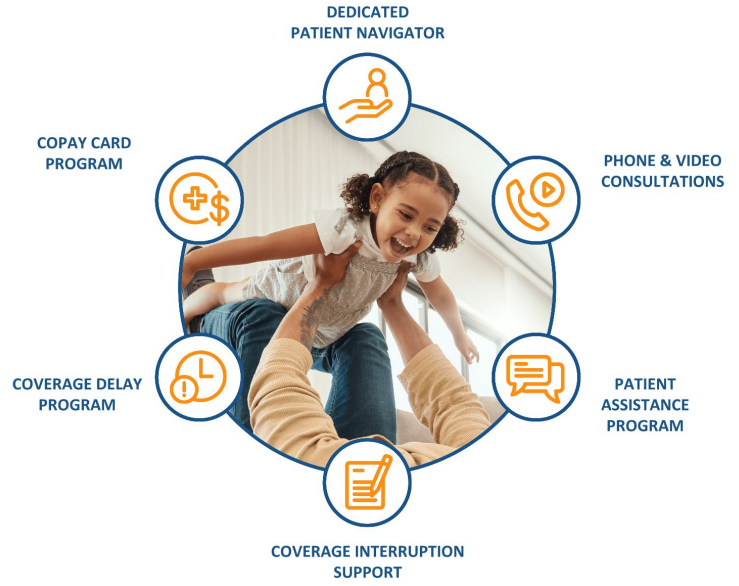 DEDICATED
PATIENT NAVIGATOR
COPAY CARD
PROGRAM
PHONE & VIDEO
CONSULTATIONS
COVERAGE DELAY
PROGRAM
PATIENT
ASSISTANCE
PROGRAM
COVERAGE INTERRUPTION
SUPPORT